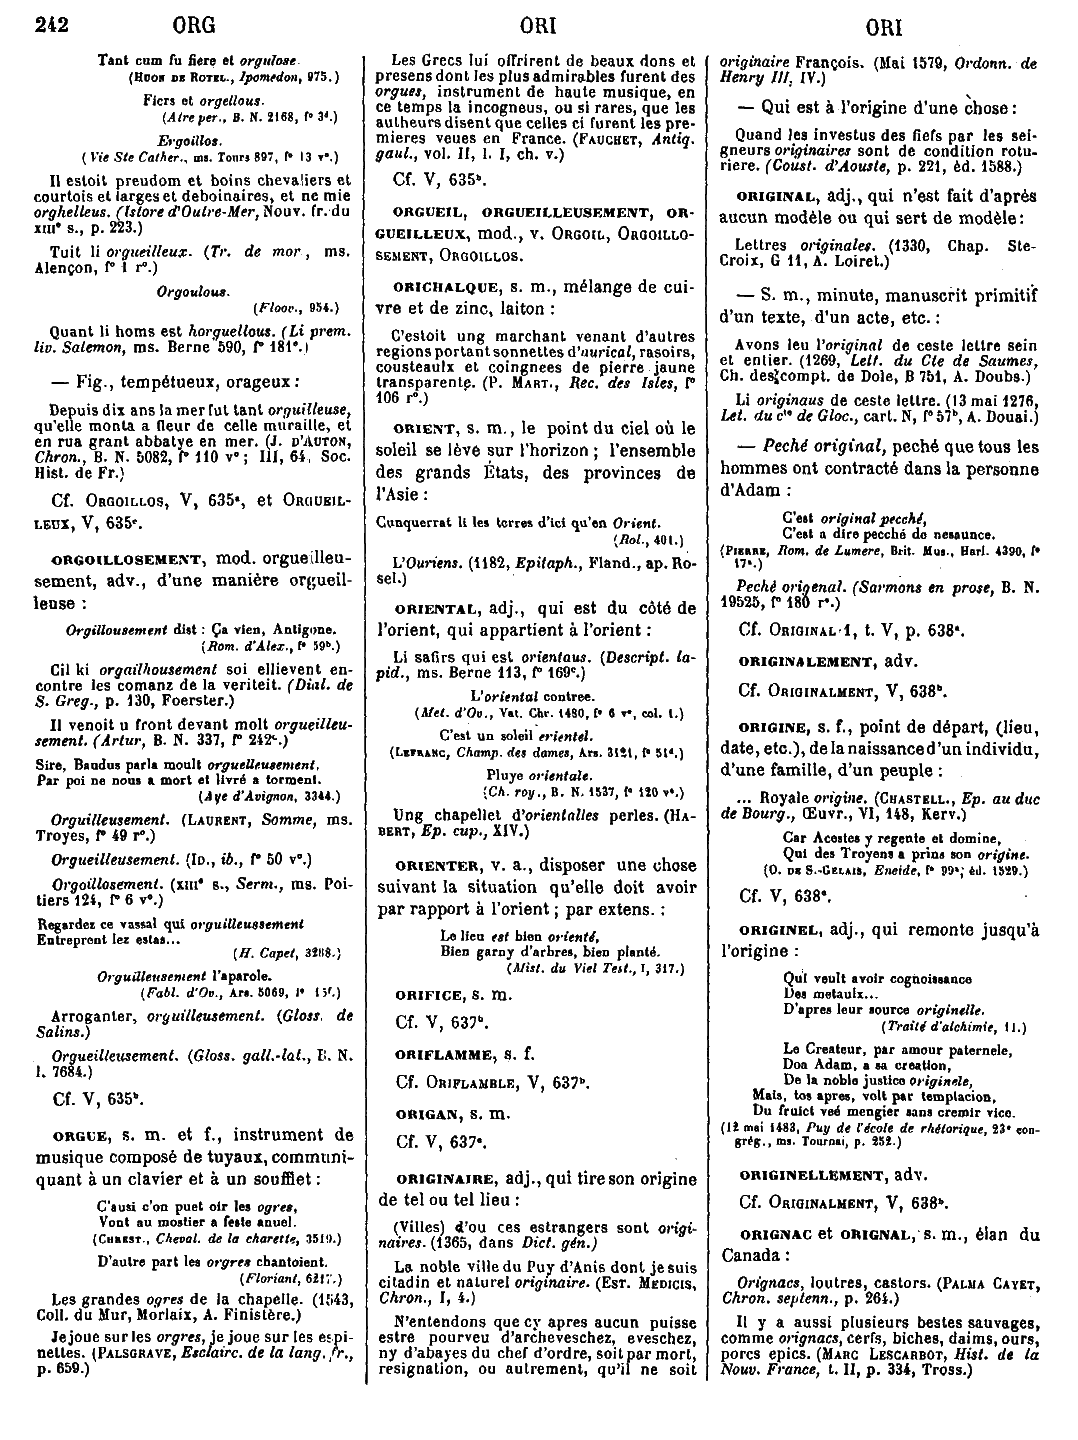 242
ORG
ORI
ORI
Tant cum fu fiere et orgulose.
(HUON DE ROTEL., Ipomedon, 975.)
Fiers et orgellous.
(Atre per., B. N. 2168, f° 3d.)
Ergoillos.
(Vie Ste Cather., ms. Tours 897, f° 13 v°.)
Il estoit preudom et boins chevaliers et
courtois et larges et deboinaires, et ne mie
orghelleus. (Istore d'Outre-Mer, Nouv. fr. du
XIIIe s., p. 223.)
Tuit li orgueilleux. (Tr. de mor, ms.
Alençon, f° 1 r°.)
Orgoulous.
(Floov., 954.)
Quant li homs est horguellous. (Li prem.
liv. Salemon, ms. Berne 590, f° 181a.)
— Fig., tempétueux, orageux :
Depuis dix ans la mer fut tant orguilleuse,
qu'elle monta a fleur de celle muraille, et
en rua grant abbatye en mer. (J. D'AUTON,
Chron., B. N. 5082, f° 110 v° ; III, 64, Soc.
Hist. de Fr.)
Cf. ORGOILLOS, V, 635a, et ORGUEIL-
LEUX, V, 635c.
ORGOILLOSEMENT, mod. orgueilleu-
sement, adv., d'une manière orgueil-
leuse :
Orgillousement dist : Ça vien, Antigone.
(Rom. d'Alex., f° 59b.)
Cil ki orgailhousement soi ellievent en-
contre les comanz de la veriteit. (Dial. de
S. Greg., p. 130, Foerster.)
Il venoit u front devant molt orgueilleu-
sement. (Artur, B. N. 337, f° 242c.)
Sire, Baudus parla moult orguelleusement,
Par poi ne nous a mort et livré a torment.
(Aye d'Avignon, 3344.)
Orguilleusement. (LAURENT, Somme, ms.
Troyes, f° 49 r°.)
Orgueilleusement. (ID., ib., f° 50 v°.)
Orgoillosement. (XIIIe s., Serm., ms. Poi-
tiers 124, f° 6 v°.)
Regardez ce vassal qui orguilleussement
Entreprent lez estas...
(H. Capet, 3288.)
Orguilleusement l'aparole.
(Fabl. d'Ov., Ars. 5069,
Arroganter, orguilleusement. (Gloss. de
Salins.)
Orgueilleusement. (Gloss. gall.-lat., B. N.
l. 7684.)
Cf. V, 635b.
ORGUE, s. m. et f., instrument de
musique composé de tuyaux, communi-
quant à un clavier et à un soufflet :
C'ausi c'on puet oir les ogres,
Vont au mostier a feste anuel.
(CHREST., Cheval. de la charette, 3519.)
D'autre part les orgres chantoient.
(Floriant, 6217.)
Les grandes ogres de la chapelle. (1543,
Coll. du Mur, Morlaix, A. Finistère.)
Je joue sur les orgres, je joue sur les espi-
nettes. (PALSGRAVE, Esclairc. de la lang. fr.,
p. 659.)
Les Grecs lui offrirent de beaux dons et
presens dont les plus admirables furent des
orgues, instrument de haute musique, en
ce temps la incogneus, ou si rares, que les
autheurs disent que celles ci furent les pre-
mieres veues en France. (FAUCHET, Antiq.
gaul., vol. II, l. I, ch. v.)
Cf. V, 635b.
ORGUEIL, ORGUEILLEUSEMENT, OR-
GUEILLEUX, mod., v. ORGOIL, ORGOILLO-
SEMENT, ORGOILLOS.
ORICHALQUE, s. m., mélange de cui-
vre et de zinc, laiton :
C'estoit ung marchant venant d'autres
regions portant sonnettes d'aurical, rasoirs,
cousteaulx et coingnees de pierre jaune
transparente. (P. MART., Rec. des Isles, f°
106 r°.)
ORIENT, s. m., le point du ciel où le
soleil se lève sur l'horizon ; l'ensemble
des grands États, des provinces de
l'Asie :
Cunquerrat li les terres d'ici qu'en Orient.
(Rol., 401.)
L'Ouriens. (1182, Epitaph., Fland., ap. Ro-
sel.)
ORIENTAL, adj., qui est du côté de
l'orient, qui appartient à l'orient :
Li safirs qui est orientaus. (Descript. la-
pid., ms. Berne 113, f° 169c.)
L'oriental contree.
(Met. d'Ov., Vat. Chr. 1480, f° 6 v°, col. 1.)
C'est un soleil orientel.
(LEFRANC, Champ. des dames, Ars. 3121, f° 51d.)
Pluye orientale.
(Ch. roy., B. N. 1537, f° 120 v°.)
Ung chapellet d'orientalles perles. (HA-
BERT, Ep. cup., XIV.)
ORIENTER, v. a., disposer une chose
suivant la situation qu'elle doit avoir
par rapport à l'orient ; par extens. :
Le lieu est bien orienté,
Bien garny d'arbres, bien planté.
(Mist. du Viel Test., I, 317.)
ORIFICE, s. m.
Cf. V, 637b.
ORIFLAMME, s. f.
Cf. ORIFLAMBLE, V, 637b.
ORIGAN, s. m.
Cf. V, 637c.
ORIGINAIRE, adj., qui tire son origine
de tel ou tel lieu :
(Villes) d'ou ces estrangers sont origi-
naires. (1365, dans Dict. gén.)
La noble ville du Puy d'Anis dont je suis
citadin et naturel originaire. (EST. MEDICIS,
Chron., I, 4.)
N'entendons que cy apres aucun puisse
estre pourveu d'archeveschez, eveschez,
ny d'abayes du chef d'ordre, soit par mort,
resignation, ou autrement, qu'il ne soit
originaire François. (Mai 1579, Ordonn. de
Henry III, IV.)
— Qui est à l'origine d'une chose :
Quand les investus des fiefs par les sei-
gneurs originaires sont de condition rotu-
riere. (Coust. d'Aouste, p. 221, éd. 1588.)
ORIGINAL, adj., qui n'est fait d'après
aucun modèle ou qui sert de modèle :
Lettres originales. (1330, Chap. Ste-
Croix, G 11, A. Loiret.)
— S. m., minute, manuscrit primitif
d'un texte, d'un acte, etc. :
Avons leu l'original de ceste lettre sein
et entier. (1269, Lett. du Cte de Saumes,
Ch. des compt. de Dole, B 751, A. Doubs.)
Li originaus de ceste lettre. (13 mai 1276,
Let. du cte de Gloc., cart. N, f° 57b, A. Douai.)
— Peché original, peché que tous les
hommes ont contracté dans la personne
d'Adam :
C'est original pecché,
C'est a dire pecché de nessance.
(PIERRE, Rom. de Lumere, Brit. Mus., Harl. 4390, f°
17a.)
Peché origenal. (Sarmons en prose, B. N.
19525, f° 180 r°.)
Cf. ORIGINAL 1, t. V, p. 638a.
ORIGINALEMENT, adv.
Cf. ORIGINALMENT, V, 638b.
ORIGINE, s. f., point de départ, (lieu,
date, etc.), de la naissance d'un individu,
d'une famille, d'un peuple :
... Royale origine. (CHASTELL., Ep. au duc
de Bourg., Œuvr., VI, 148, Kerv.)
Car Acestes y regente et domine,
Qui des Troyens a prins son origine.
(O. DE S.-GELAIS, Eneide, f° 99a; éd. 1529.)
Cf. V, 638a.
ORIGINEL, adj., qui remonte jusqu'à
l'origine :
Qui veult avoir cognoissance
Des metaulx...
D'apres leur source originelle.
(Traité d'alchimie, 11.)
Le Createur, par amour paternele,
Doa Adam, a sa creation,
De la noble justice originele,
Mais, tos apres, volt par templacion,
Du fruict veé mengier sans cremir vice.
(12 mai 1483, Puy de l'école de rhétorique, 23e con-
grég., ms. Tournai, p. 252.)
ORIGINELLEMENT, adv.
Cf. ORIGINALMENT, V, 638b.
ORIGNAC et ORIGNAL, s. m., élan du
Canada :
Orignacs, loutres, castors. (PALMA CAYET,
Chron. septenn., p. 264.)
Il y a aussi plusieurs bestes sauvages,
comme orignacs, cerfs, biches, daims, ours,
porcs epics. (MARC LESCARBOT, Hist. de la
Nouv. France, t. II, p. 334, Tross.)